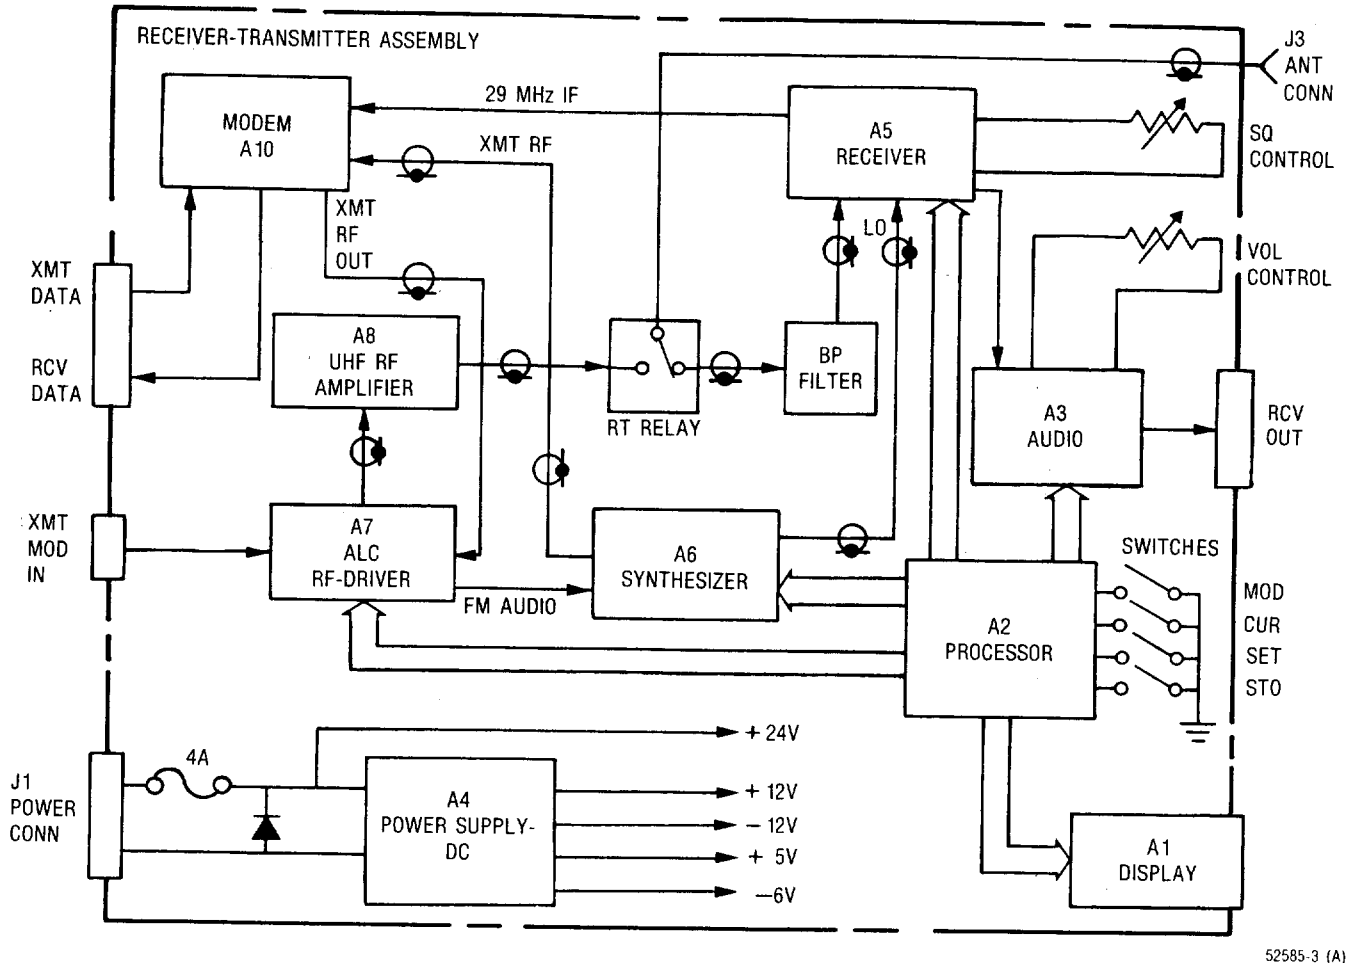 RECEIVER-TRANSMITTER ASSEMBLY
J3
ANT
CONN
MODEM
A10
29 MHz IF
XMT RF
A5
RECEIVER
SQ
CONTROL
XMT
RF
OUT
LO
VOL
CONTROL
XMT
DATA
RCV
DATA
A8
UHF RF
AMPLIFIER
RT RELAY
BP
FILTER
A3
AUDIO
RCV
OUT
XMT
MOD
IN
A7
ALC
RF-DRIVER
FM AUDIO
A6
SYNTHESIZER
A2
PROCESSOR
SWITCHES
MOD
CUR
SET
STO
J1
POWER
CONN
4A
A4
POWER SUPPLY-
DC
+ 24V
+ 12V
- 12V
+ 5V
-6V
A1
DISPLAY
52585-3 (A)